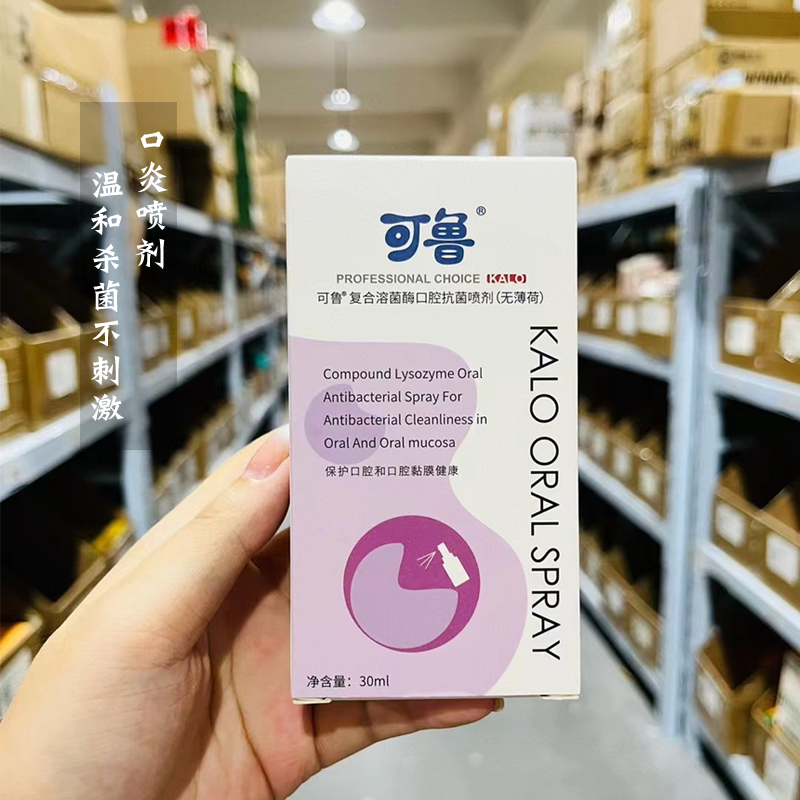 口炎喷剂
温和杀菌不刺激
可鲁®
PROFESSIONAL CHOICE KALO
可鲁®复合溶菌酶口腔抗菌喷剂(无薄荷)
Compound Lysozyme Oral
Antibacterial Spray For
Antibacterial Cleanliness in
Oral And Oral mucosa
保护口腔和口腔黏膜健康
KALO ORAL SPRAY
净含量：30ml